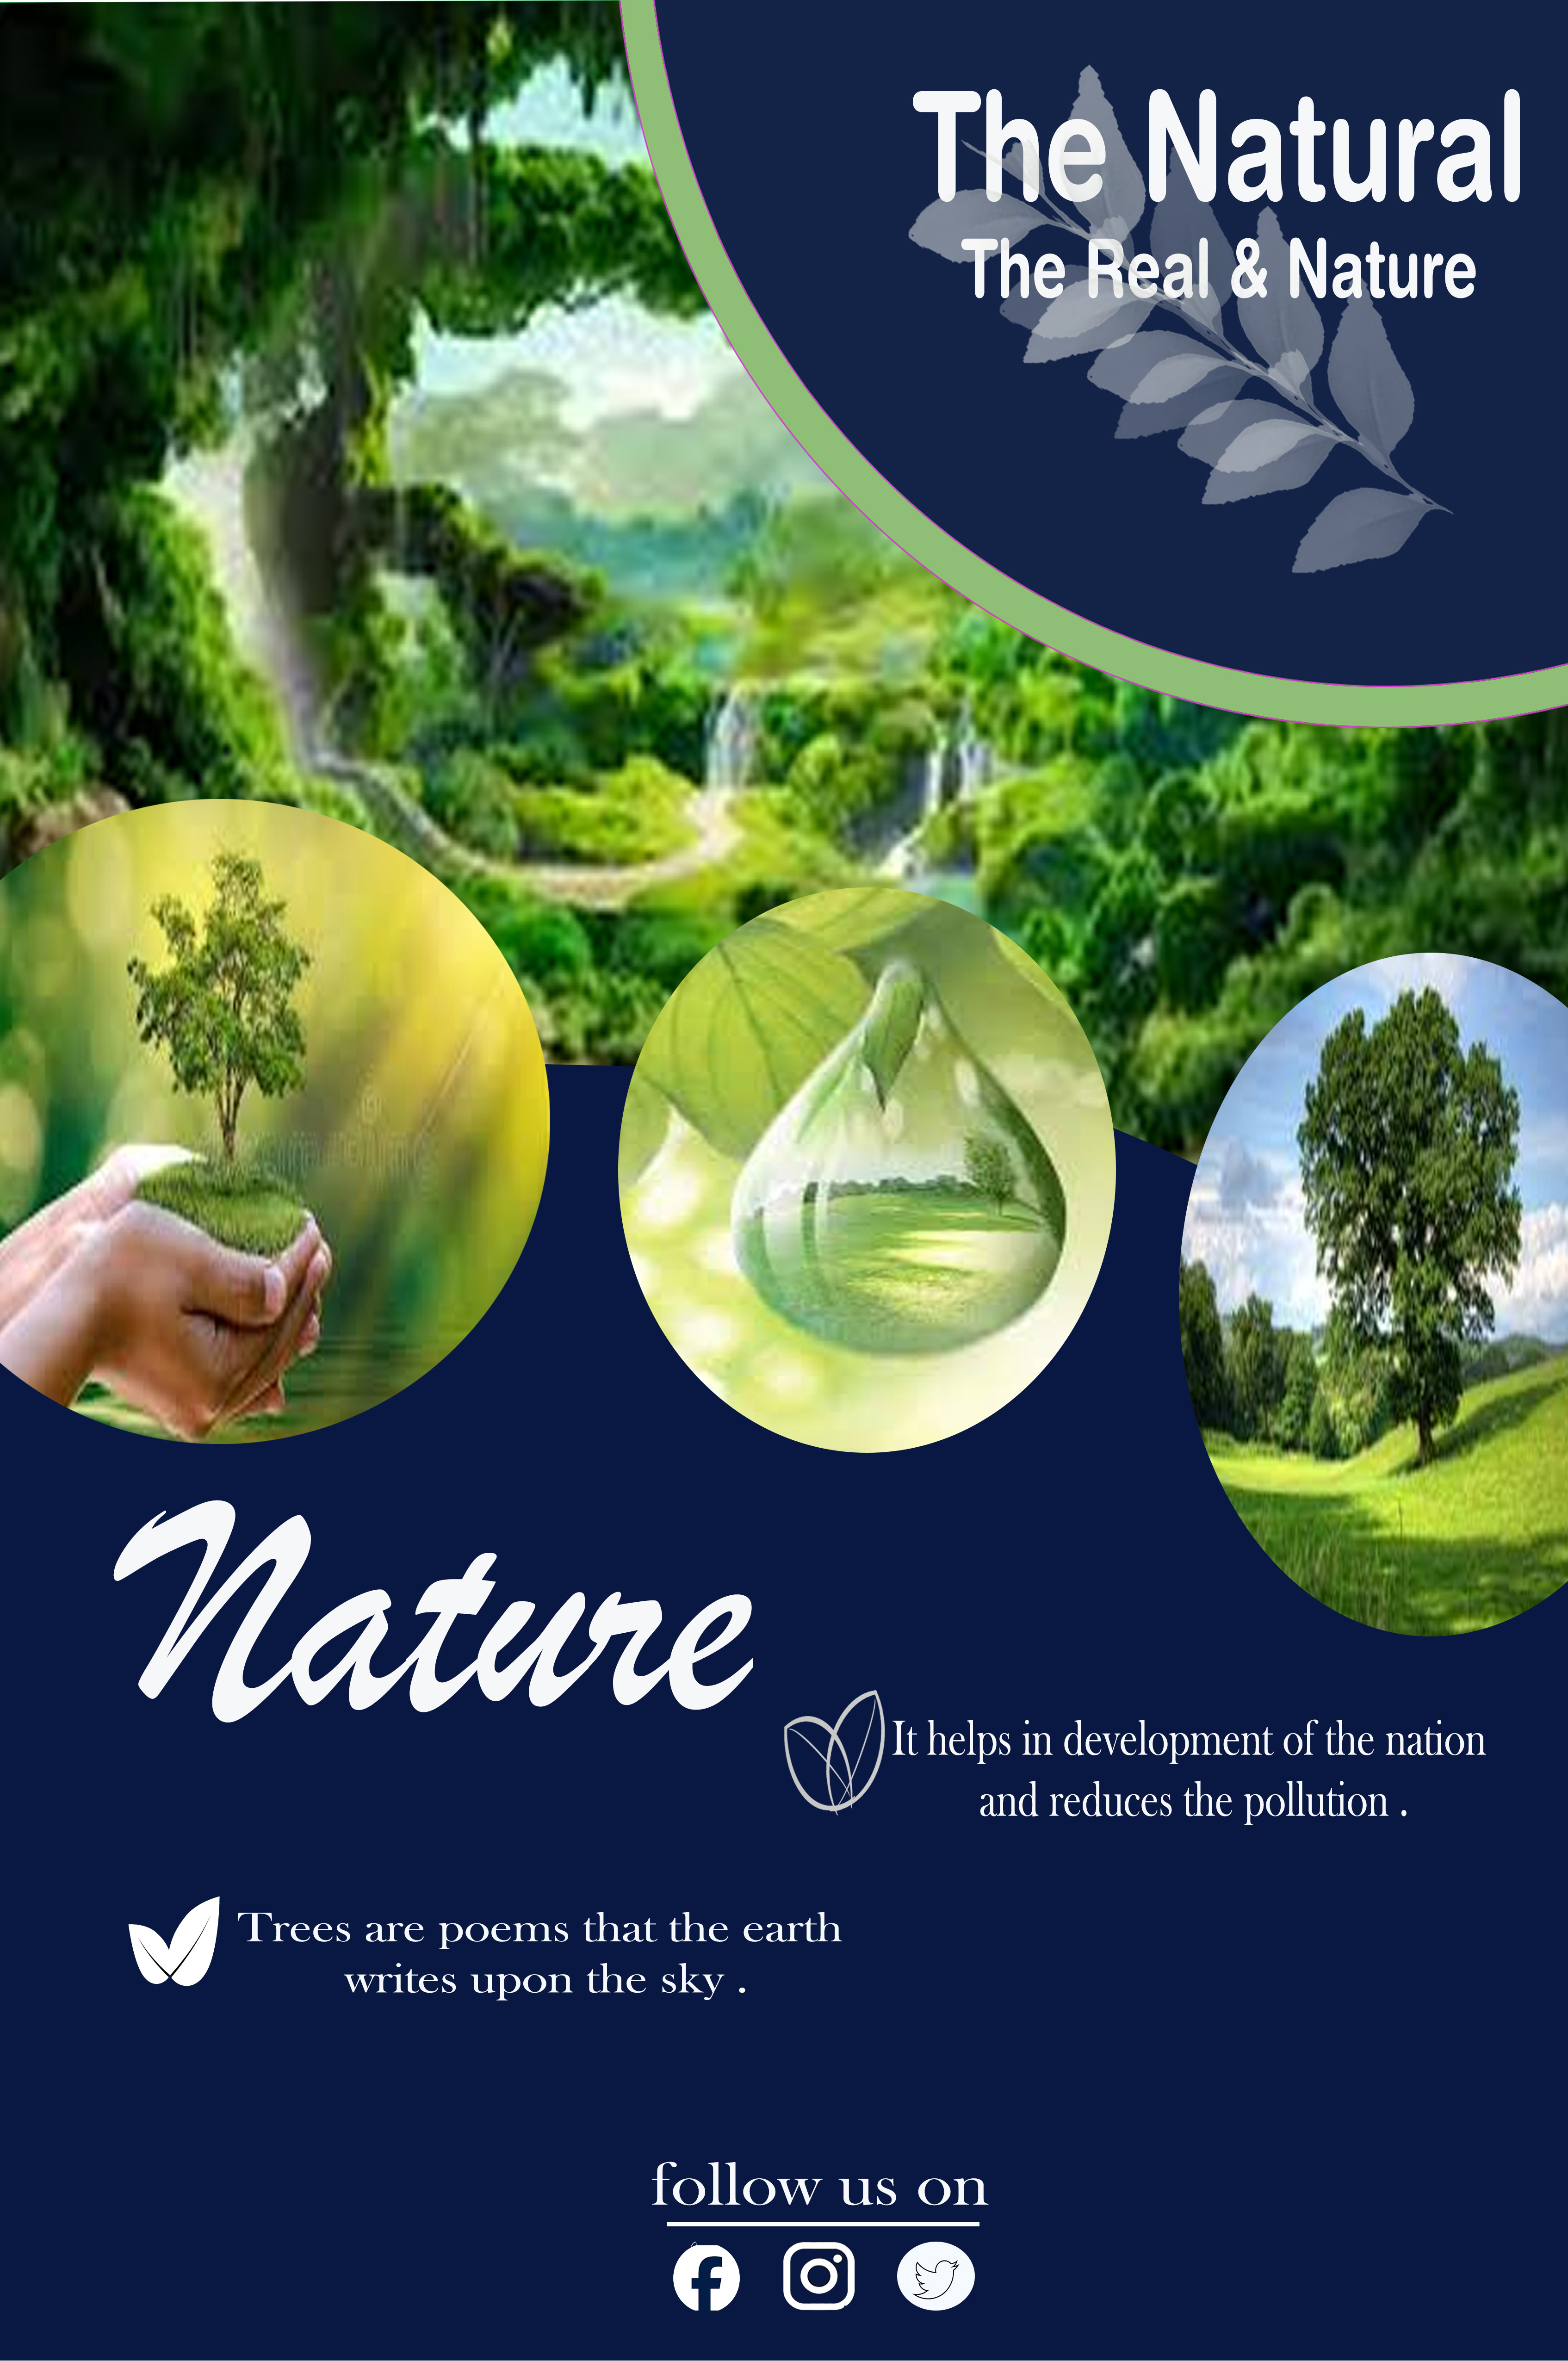 The Natural
The Real & Nature
Nature
It helps in development of the nation
and reduces the pollution .
Trees are poems that the earth
writes upon the sky .
follow us on